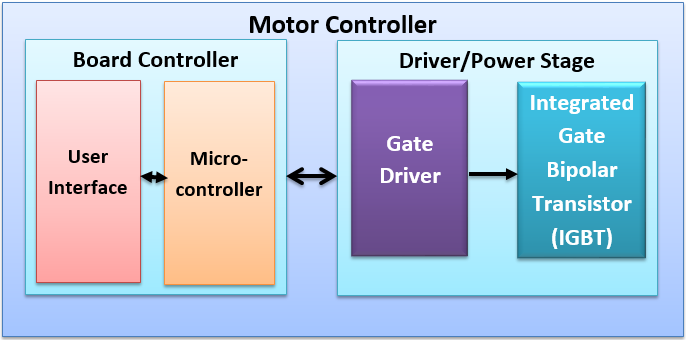 Motor Controller
Board Controller
User
Interface
Micro-
controller
Driver/Power Stage
Gate
Driver
Integrated
Gate
Bipolar
Transistor
(IGBT)